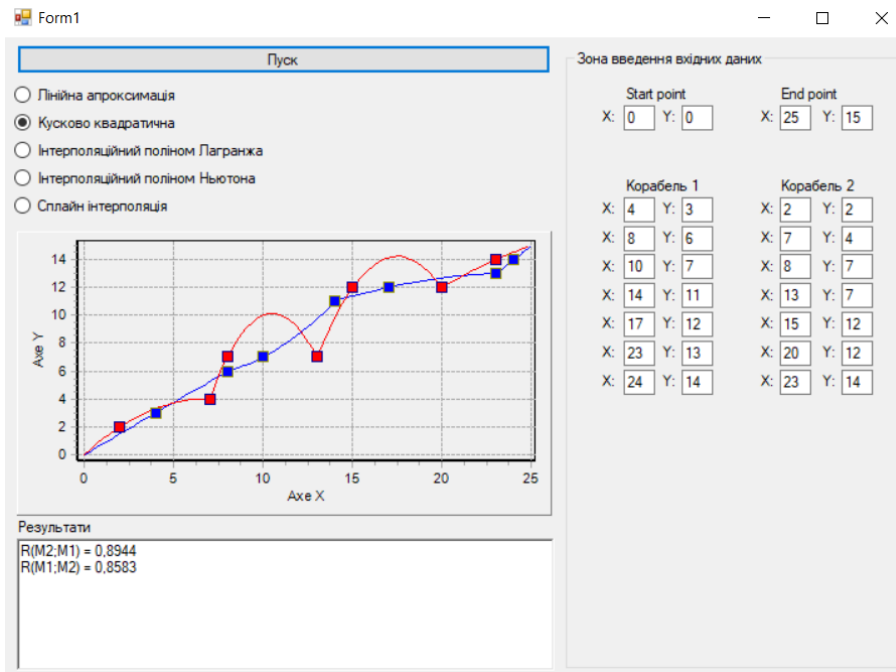 Form1
Пуск
Лінійна апроксимація
Кусково квадратична
Інтерполяційний поліном Лагранжа
Інтерполяційний поліном Ньютона
Сплайн інтерполяція
Axe Y
14
12
10
8
6
4
2
0
0 5 10 15 20 25
Axe X
Результати
R(M2;M1) = 0,8944
R(M1;M2) = 0,8583
Зона введення вхідних даних
Start point End point
X: 0 Y: 0 X: 25 Y: 15
Корабель 1 Корабель 2
X: 4 Y: 3 X: 2 Y: 2
X: 8 Y: 6 X: 7 Y: 4
X: 10 Y: 7 X: 8 Y: 7
X: 14 Y: 11 X: 13 Y: 7
X: 17 Y: 12 X: 15 Y: 12
X: 23 Y: 13 X: 20 Y: 12
X: 24 Y: 14 X: 23 Y: 14